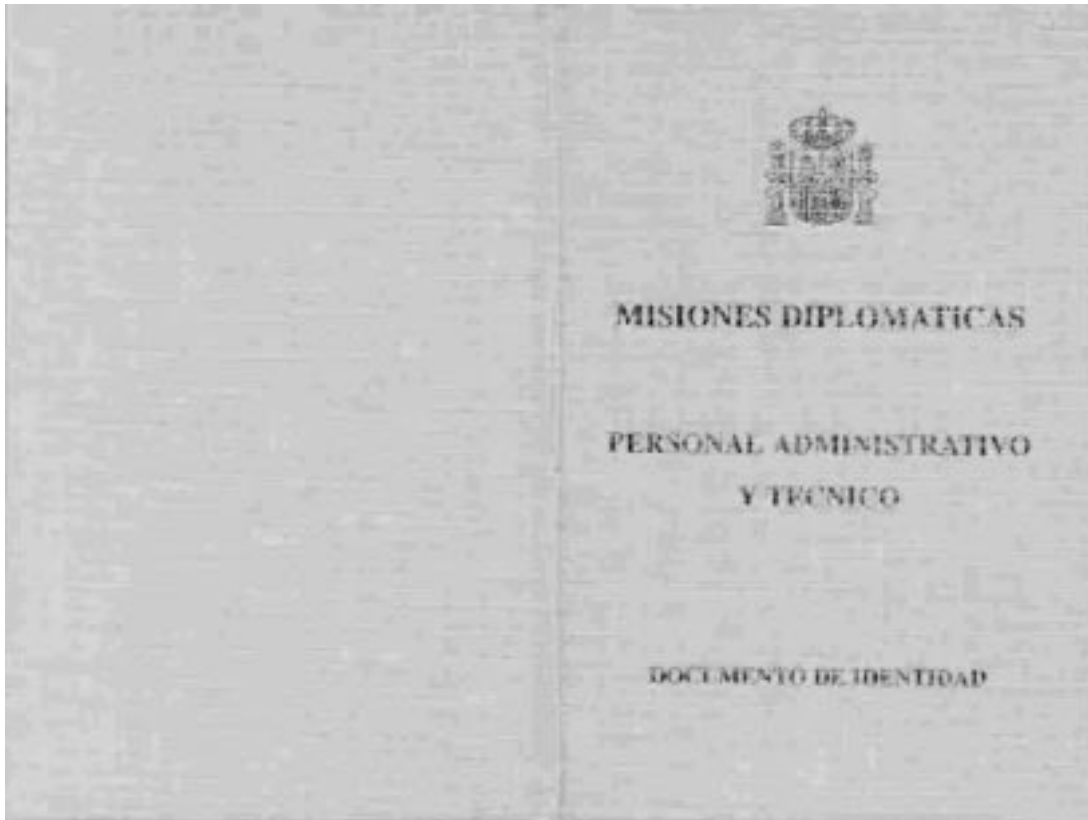 MISIONES DIPLOMATICAS
PERSONAL ADMINISTRATIVO
Y TECNICO
DOCUMENTO DE IDENTIDAD